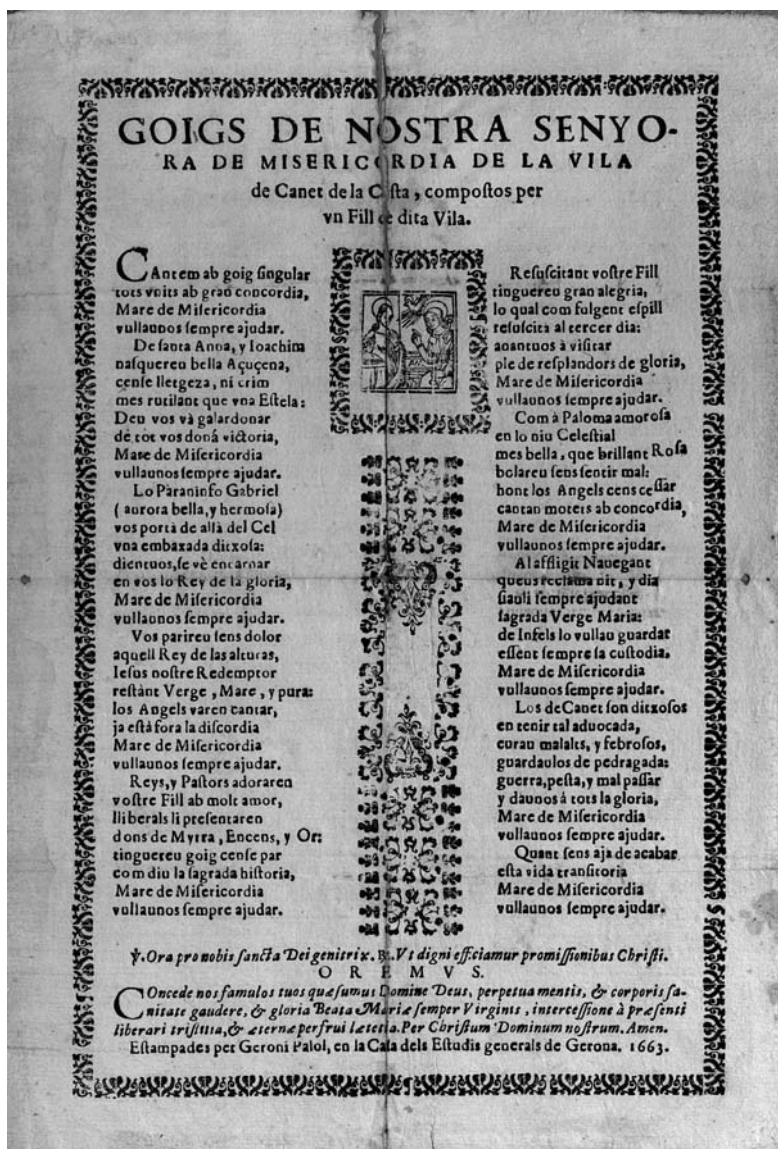 GOIGS DE NOSTRA SENYO-
RA DE MISERICORDIA DE LA VILA
de Canet de la Costa, compostos per
vn Fill de dita Vila.
CAntem ab goig singular
tots vnits ab gran concordia,
Mare de Misericordia
vullaunos sempre ajudar.
De santa Anna, y Ioachim
nasquereu bella Açuçena,
cense lletgeza, ni crim
mes rutilant que vna Estela:
Deu vos và galardonar
dè tot vos donà victoria,
Mare de Misericordia
vullaunos sempre ajudar.
Lo Paraninfo Gabriel
( aurora bella, y hermosa)
vos portà de allà del Cel
vna embaxada ditxosa:
dientuos, se vè encarnar
en vos lo Rey de la gloria,
Mare de Misericordia
vullaunos sempre ajudar.
Vos parireu sens dolor
aquell Rey de las alturas,
Iesus nostre Redemptor
restànt Verge, Mare, y pura:
los Angels varen cantar,
ja està fora la discordia
Mare de Misericordia
vullaunos sempre ajudar.
Reys, y Pastors adoraren
vostre Fill ab molt amor,
lliberals li presentaren
dons de Myrra, Encens, y Or:
tinguereu goig cense par
com diu la sagrada historia,
Mare de Misericordia
vullaunos sempre ajudar.
Resuscitant vostre Fill
tinguereu gran alegria,
lo qual com fulgent espill
resuscità al tercer dia:
anantuos à visitar
ple de resplandors de gloria,
Mare de Misericordia
vullaunos sempre ajudar.
Com à Paloma amorosa
en lo niu Celestial
mes bella, que brillant Rosa
bolareu sens sentir mal:
hont los Angels cens cessar
cantan motets ab concordia,
Mare de Misericordia
vullaunos sempre ajudar.
Al affligit Nauegant
queus reclama nit, y dia
siauli sempre ajudant
sagrada Verge Maria:
de Infels lo vullau guardar
essent sempre sa custodia.
Mare de Misericordia
vullaunos sempre ajudar.
Los de Canet son ditxosos
en tenir tal aduocada,
curau malalts, y febrosos,
guardaulos de pedragada:
guerra, pesta, y mal passar
y daunos à tots la gloria,
Mare de Misericordia
vullaunos sempre ajudar.
Quant sens aja de acabar
esta vida transitoria
Mare de Misericordia
vullaunos sempre ajudar.
℣. Ora pro nobis sancta Dei genitrix. ℟. Vt digni efficiamur promissionibus Christi.
OREMVS.
COncede nos famulos tuos quæsumus Domine Deus, perpetua mentis, & corporis sa-
nitate gaudere, & gloria Beata Mariæ semper Virginis, intercessione à præsenti
liberari tristitia, & æterna perfrui lætetia. Per Christum Dominum nostrum. Amen.
Estampades per Geroni Palol, en la Casa dels Estudis generals de Gerona. 1663.